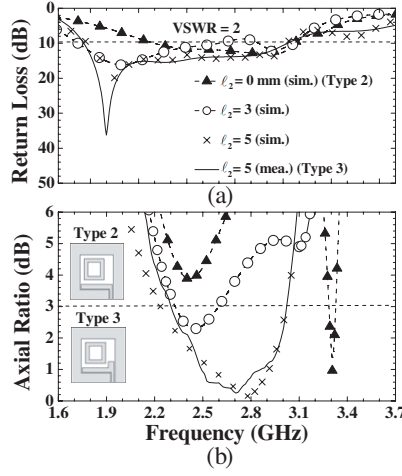 0
10
20
30
40
50
Return Loss (dB)
VSWR = 2
ℓ2 = 0 mm (sim.) (Type 2)
ℓ2 = 3 (sim.)
ℓ2 = 5 (sim.)
ℓ2 = 5 (mea.) (Type 3)
(a)
6
5
4
3
2
1
0
Axial Ratio (dB)
Type 2
Type 3
1.6 1.9 2.2 2.5 2.8 3.1 3.4 3.7
Frequency (GHz)
(b)